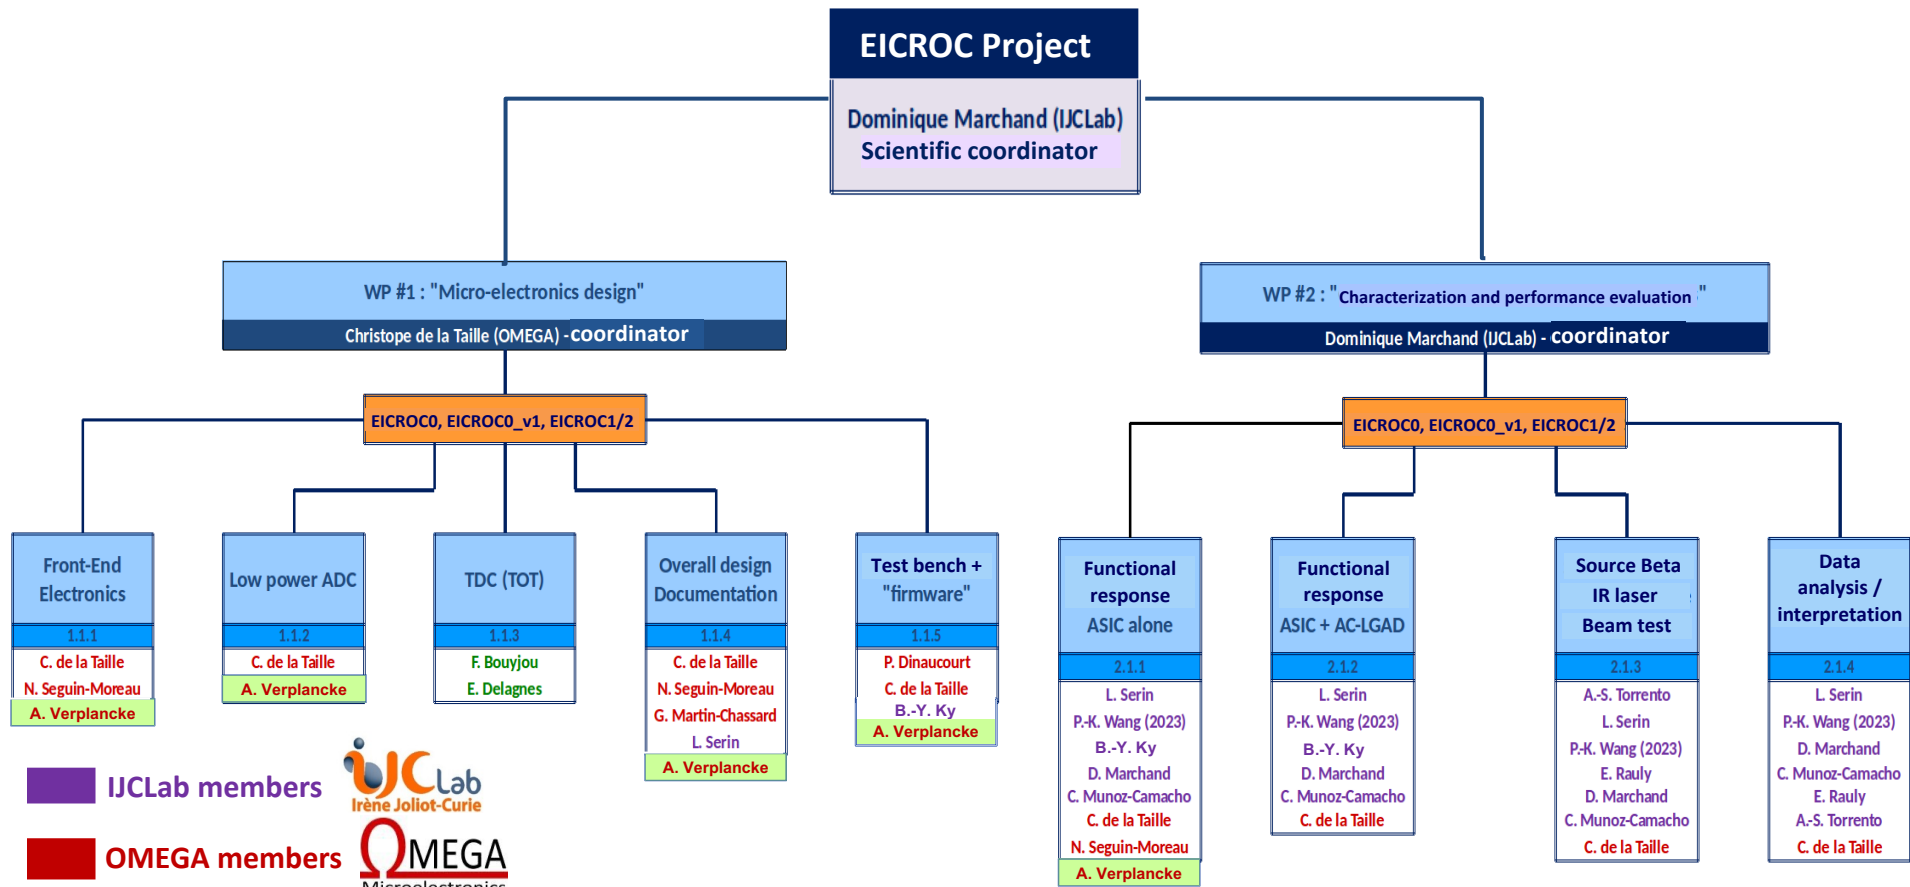 EICROC Project
Dominique Marchand (IJCLab)
Scientific coordinator
WP #1 : "Micro-electronics design"
Christope de la Taille (OMEGA) - coordinator
EICROC0, EICROC0_v1, EICROC1/2
Front-End
Electronics
1.1.1
C. de la Taille
N. Seguin-Moreau
A. Verplancke
Low power ADC
1.1.2
C. de la Taille
A. Verplancke
TDC (TOT)
1.1.3
F. Bouyjou
E. Delagnes
Overall design
Documentation
1.1.4
C. de la Taille
N. Seguin-Moreau
G. Martin-Chassard
L. Serin
A. Verplancke
Test bench +
"firmware"
1.1.5
P. Dinaucourt
C. de la Taille
B.-Y. Ky
A. Verplancke
WP #2 : "Characterization and performance evaluation"
Dominique Marchand (IJCLab) - coordinator
EICROC0, EICROC0_v1, EICROC1/2
Functional
response
ASIC alone
2.1.1
L. Serin
P.-K. Wang (2023)
B.-Y. Ky
D. Marchand
C. Munoz-Camacho
C. de la Taille
N. Seguin-Moreau
A. Verplancke
Functional
response
ASIC + AC-LGAD
2.1.2
L. Serin
P.-K. Wang (2023)
B.-Y. Ky
D. Marchand
C. Munoz-Camacho
C. de la Taille
Source Beta
IR laser
Beam test
2.1.3
A.-S. Torrento
L. Serin
P.-K. Wang (2023)
E. Rauly
D. Marchand
C. Munoz-Camacho
C. de la Taille
Data
analysis /
interpretation
2.1.4
L. Serin
P.-K. Wang (2023)
D. Marchand
C. Munoz-Camacho
E. Rauly
A.-S. Torrento
C. de la Taille
IJCLab members
iJCLab
Irène Joliot-Curie
OMEGA members
ΩMEGA
Microelectronics